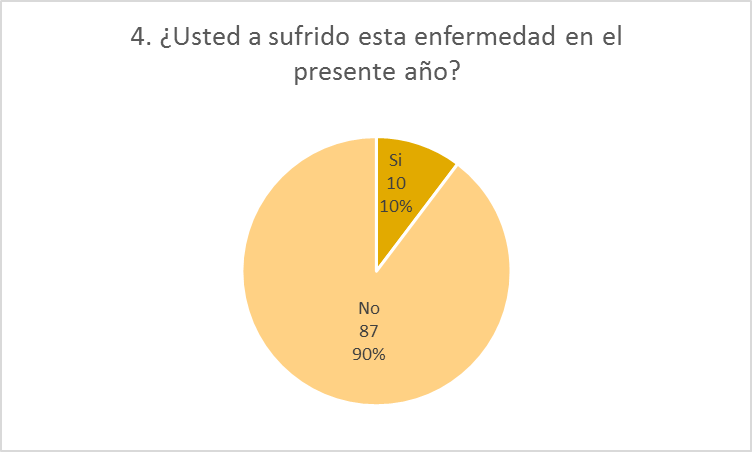 4. ¿Usted a sufrido esta enfermedad en el
presente año?
Si
10
10%
No
87
90%